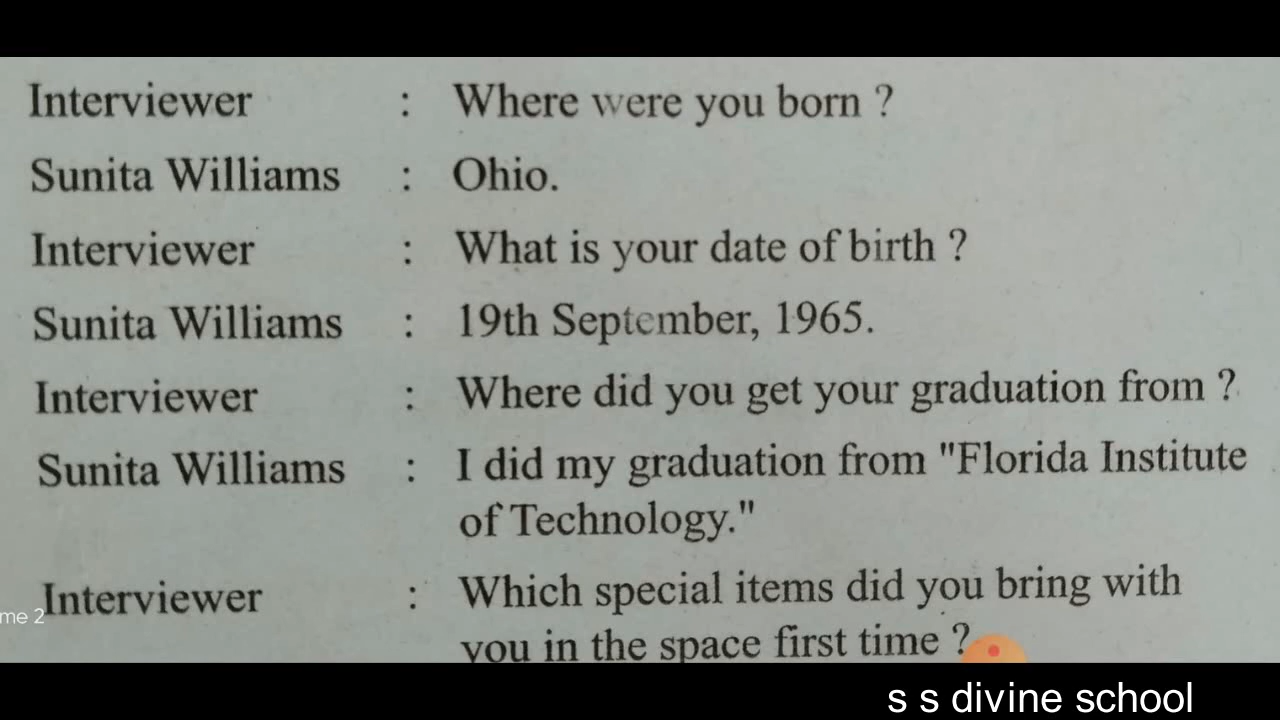 Interviewer : Where were you born ?
Sunita Williams : Ohio.
Interviewer : What is your date of birth ?
Sunita Williams : 19th September, 1965.
Interviewer : Where did you get your graduation from ?
Sunita Williams : I did my graduation from "Florida Institute
of Technology."
Interviewer : Which special items did you bring with
me 2
you in the space first time ?
s s divine school